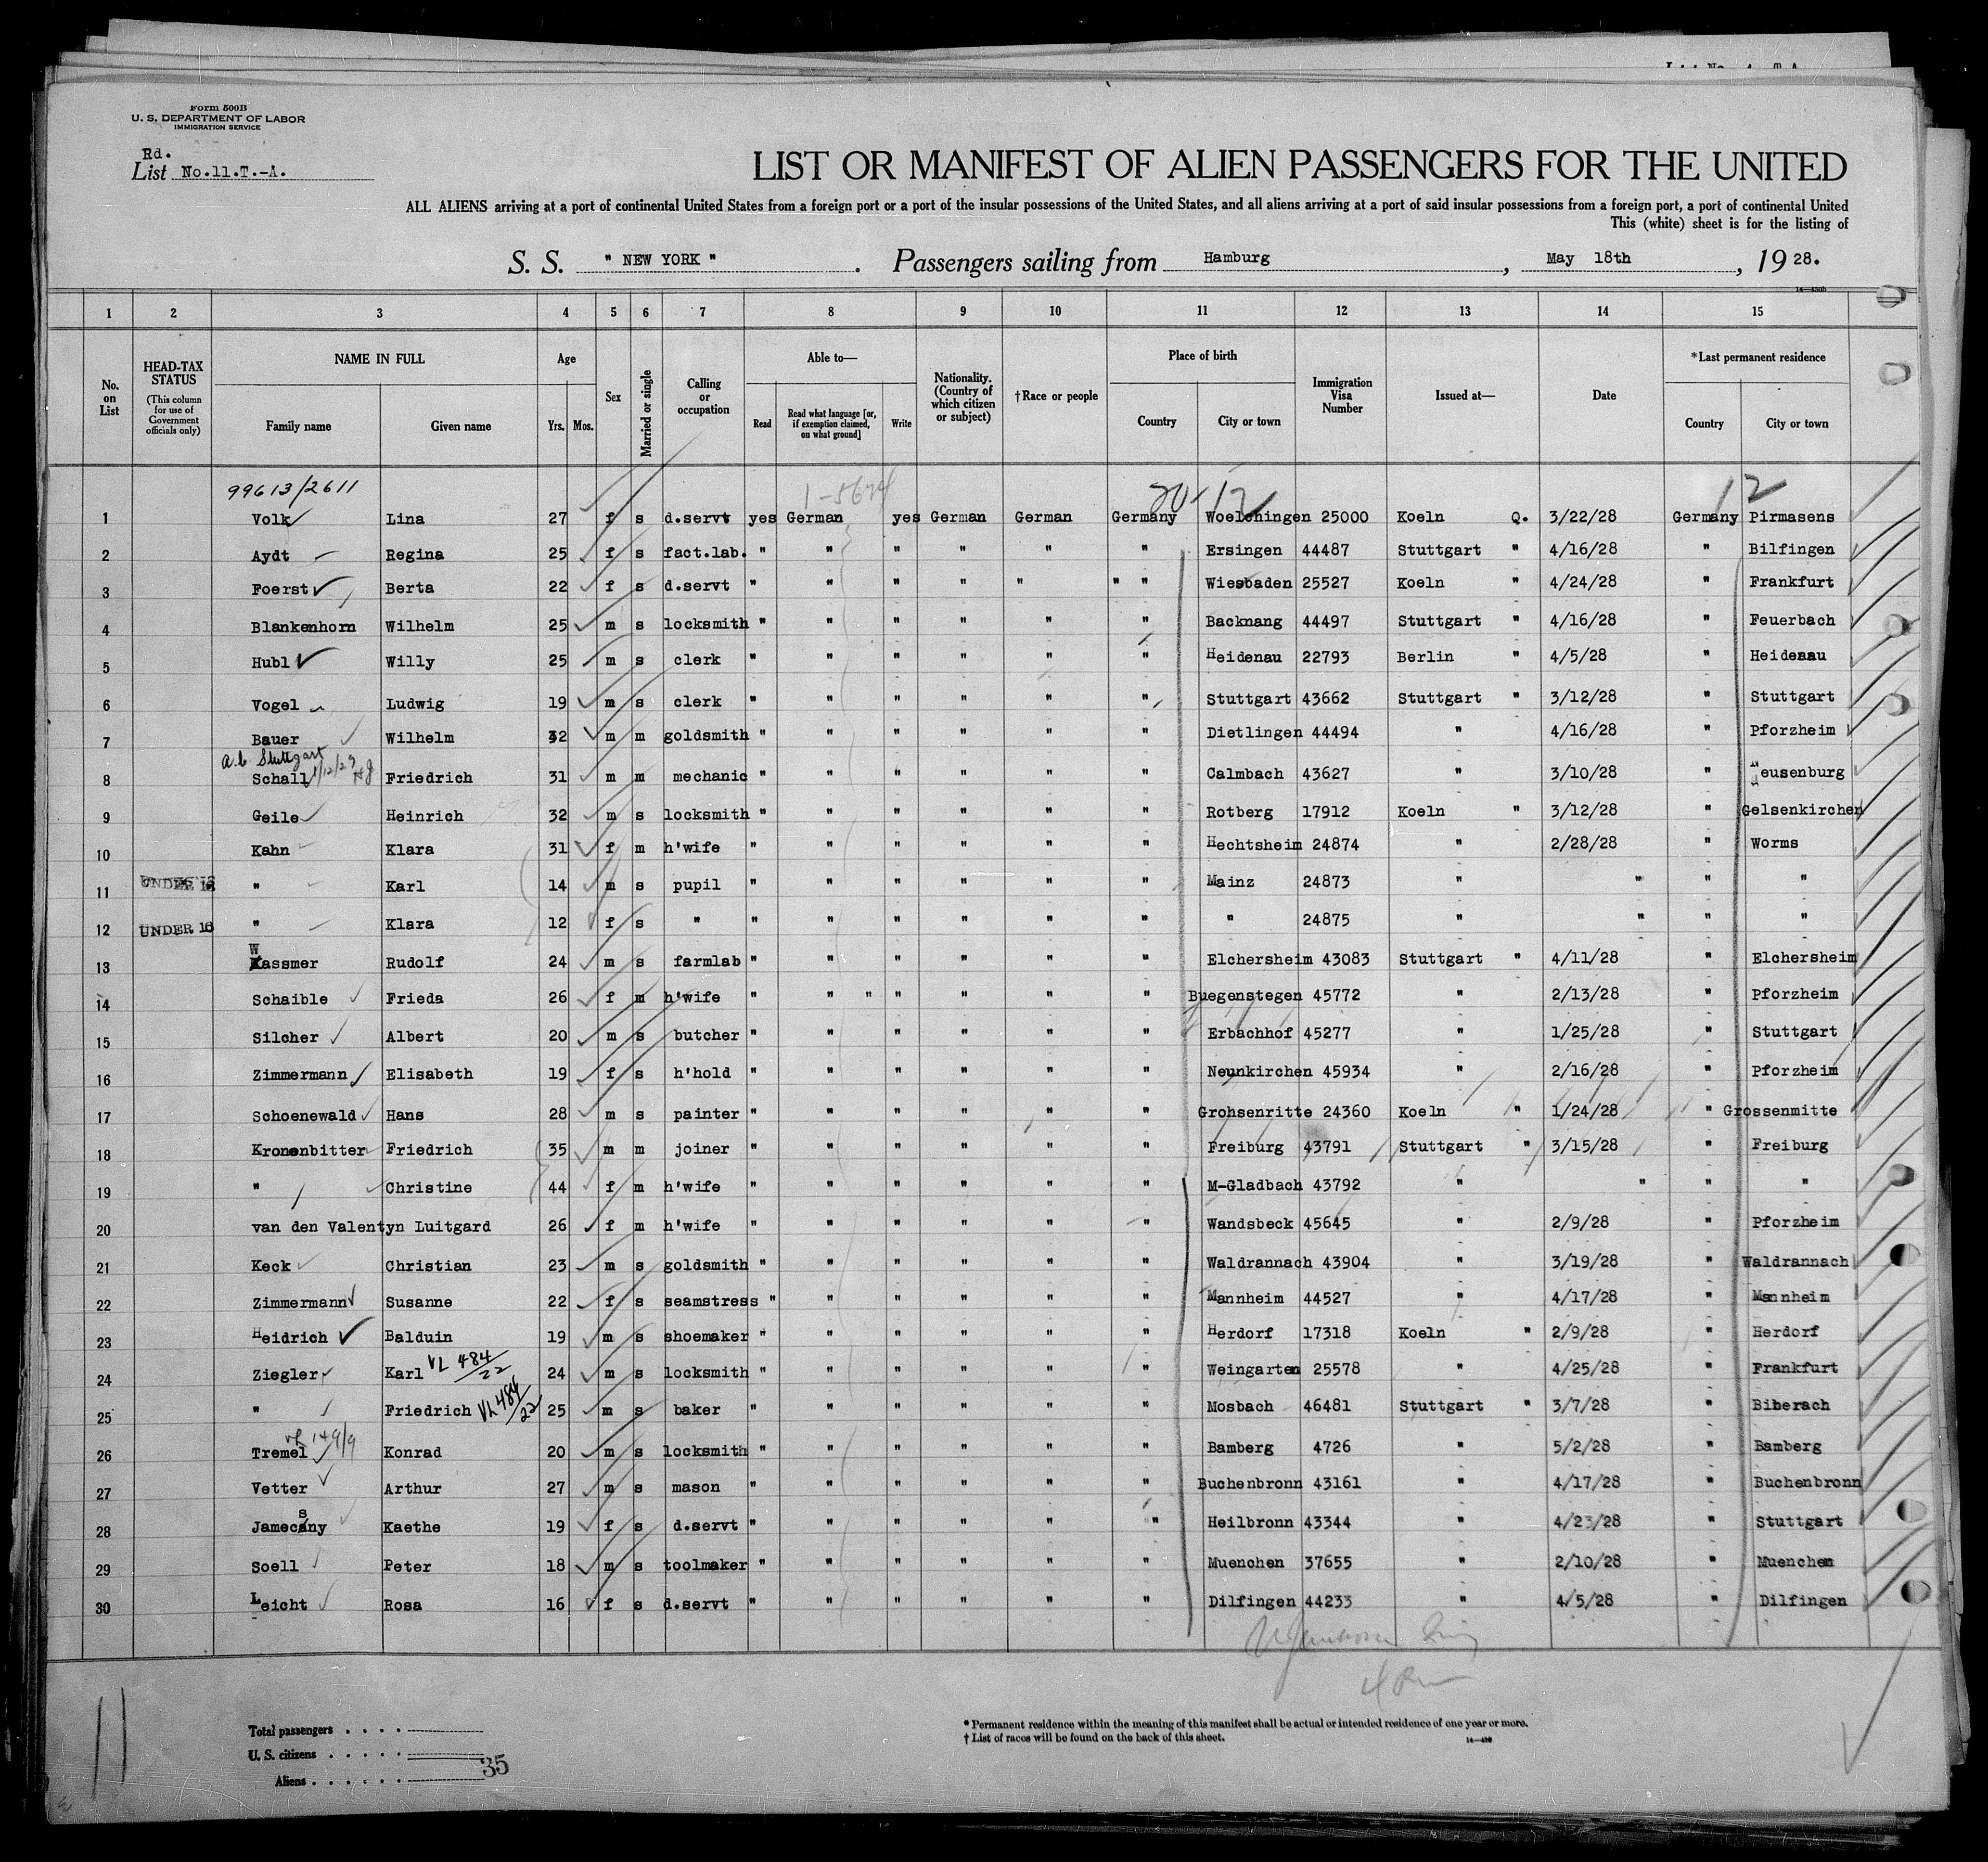 Form 500B
U. S. DEPARTMENT OF LABOR
IMMIGRATION SERVICE
Rd.
List No.11.T.-A.
LIST OR MANIFEST OF ALIEN PASSENGERS FOR THE UNITED
ALL ALIENS arriving at a port of continental United States from a foreign port or a port of the insular possessions of the United States, and all aliens arriving at a port of said insular possessions from a foreign port, a port of continental United
This (white) sheet is for the listing of
S. S. " NEW YORK " . Passengers sailing from Hamburg , May 18th , 19 28.
1 2 3 4 5 6 7 8 9 10 11 12 13 14 15
No. on List HEAD-TAX STATUS (This column for use of Government officials only) NAME IN FULL Family name Given name Age Yrs. Mos. Sex Married or single Calling or occupation Able to— Read Read what language [or, if exemption claimed, on what ground] Write Nationality. (Country of which citizen or subject) † Race or people Place of birth Country City or town Immigration Visa Number Issued at— Date * Last permanent residence Country City or town
99613/2611 1-5674 20-12 12
1 Volk Lina 27 f s d.servt yes German yes German German Germany Woelchingen 25000 Koeln Q. 3/22/28 Germany Pirmasens
2 Aydt Regina 25 f s fact.lab. " " " " " " Ersingen 44487 Stuttgart " 4/16/28 " Bilfingen
3 Foerst Berta 22 f s d.servt " " " " " " " Wiesbaden 25527 Koeln " 4/24/28 " Frankfurt
4 Blankenhorn Wilhelm 25 m s locksmith " " " " " " Backnang 44497 Stuttgart " 4/16/28 " Feuerbach
5 Hubl Willy 25 m s clerk " " " " " " Heidenau 22793 Berlin " 4/5/28 " Heidenau
6 Vogel Ludwig 19 m s clerk " " " " " " Stuttgart 43662 Stuttgart " 3/12/28 " Stuttgart
7 Bauer Wilhelm 32 m m goldsmith " " " " " " Dietlingen 44494 " 4/16/28 " Pforzheim
Stuttgart
8 Schall Friedrich 31 m m mechanic " " " " " " Calmbach 43627 " 3/10/28 " Neusenburg
9 Geile Heinrich 32 m s locksmith " " " " " " Rotberg 17912 Koeln " 3/12/28 " Gelsenkirchen
10 Kahn Klara 31 f m h'wife " " " " " " Hechtsheim 24874 " 2/28/28 " Worms
11 UNDER 16 " Karl 14 m s pupil " " " " " " Mainz 24873 " " " "
12 UNDER 16 " Klara 12 f s " " " " " " " " 24875 " " " "
13 Wassmer Rudolf 24 m s farmlab " " " " " " Elchersheim 43083 Stuttgart " 4/11/28 " Elchersheim
14 Schaible Frieda 26 f m h'wife " " " " " " " Buegenstegen 45772 " 2/13/28 " Pforzheim
15 Silcher Albert 20 m s butcher " " " " " " Erbachhof 45277 " 1/25/28 " Stuttgart
16 Zimmermann Elisabeth 19 f s h'hold " " " " " " Neunkirchen 45934 " 2/16/28 " Pforzheim
17 Schoenewald Hans 28 m s painter " " " " " " Grohsenritte 24360 Koeln " 1/24/28 " Grossenmitte
18 Kronenbitter Friedrich 35 m m joiner " " " " " " Freiburg 43791 Stuttgart " 3/15/28 " Freiburg
19 " Christine 44 f m h'wife " " " " " " M-Gladbach 43792 " " " "
20 van den Valentyn Luitgard 26 f m h'wife " " " " " " Wandsbeck 45645 " 2/9/28 " Pforzheim
21 Keck Christian 23 m s goldsmith " " " " " " Waldrannach 43904 " 3/19/28 " Waldrannach
22 Zimmermann Susanne 22 f s seamstress " " " " " " Mannheim 44527 " 4/17/28 " Mannheim
23 Heidrich Balduin 19 m s shoemaker " " " " " " Herdorf 17318 Koeln " 2/9/28 " Herdorf
24 Ziegler Karl VL 484/22 24 m s locksmith " " " " " " Weingarten 25578 " 4/25/28 " Frankfurt
25 " Friedrich VL 484/22 25 m s baker " " " " " " Mosbach 46481 Stuttgart " 3/7/28 " Biberach
149/9
26 Tremel Konrad 20 m s locksmith " " " " " " Bamberg 4726 " 5/2/28 " Bamberg
27 Vetter Arthur 27 m s mason " " " " " " Buchenbronn 43161 " 4/17/28 " Buchenbronn
28 Jamecsny Kaethe 19 f s d.servt " " " " " " Heilbronn 43344 " 4/23/28 " Stuttgart
29 Soell Peter 18 m s toolmaker " " " " " " Muenchen 37655 " 2/10/28 " Muenchen
30 Leicht Rosa 16 f s d.servt " " " " " " Dilfingen 44233 " 4/5/28 " Dilfingen
11
Total passengers . . . .
U. S. citizens . . . . .
Aliens . . . . . . 35
* Permanent residence within the meaning of this manifest shall be actual or intended residence of one year or more.
† List of races will be found on the back of this sheet.